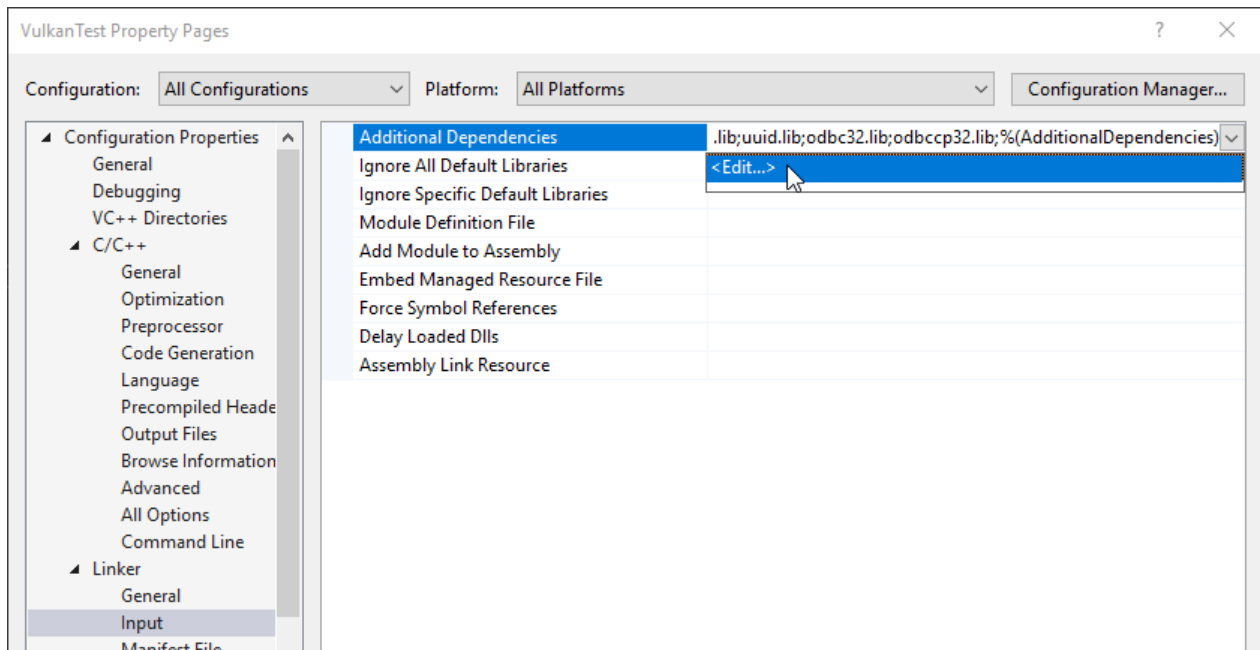 VulkanTest Property Pages
Configuration: All Configurations Platform: All Platforms Configuration Manager...
Configuration Properties
General
Debugging
VC++ Directories
C/C++
General
Optimization
Preprocessor
Code Generation
Language
Precompiled Heade
Output Files
Browse Information
Advanced
All Options
Command Line
Linker
General
Input
Manifest File
Additional Dependencies .lib;uuid.lib;odbc32.lib;odbccp32.lib;%(AdditionalDependencies)
<Edit...>
Ignore All Default Libraries
Ignore Specific Default Libraries
Module Definition File
Add Module to Assembly
Embed Managed Resource File
Force Symbol References
Delay Loaded Dlls
Assembly Link Resource